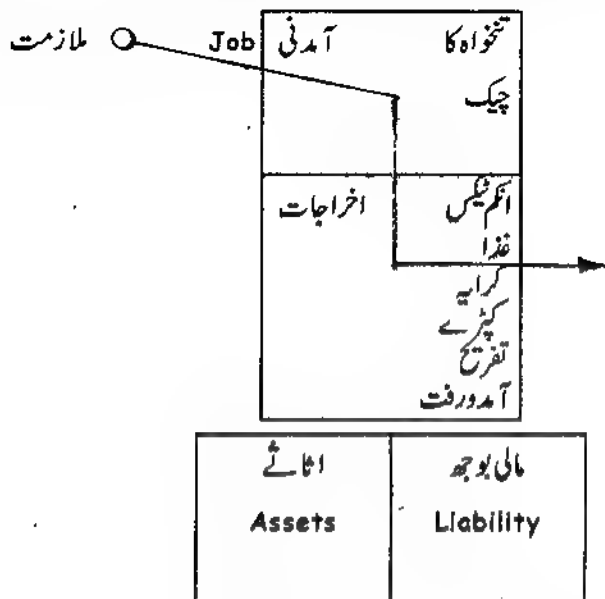 ملازمت Job آمدنی تنخواہ کا
چیک
اخراجات انکم ٹیکس
غذا
کرایہ
کپڑے
تفریح
آمدورفت
اثاثے مالی بوجھ
Assets Liability